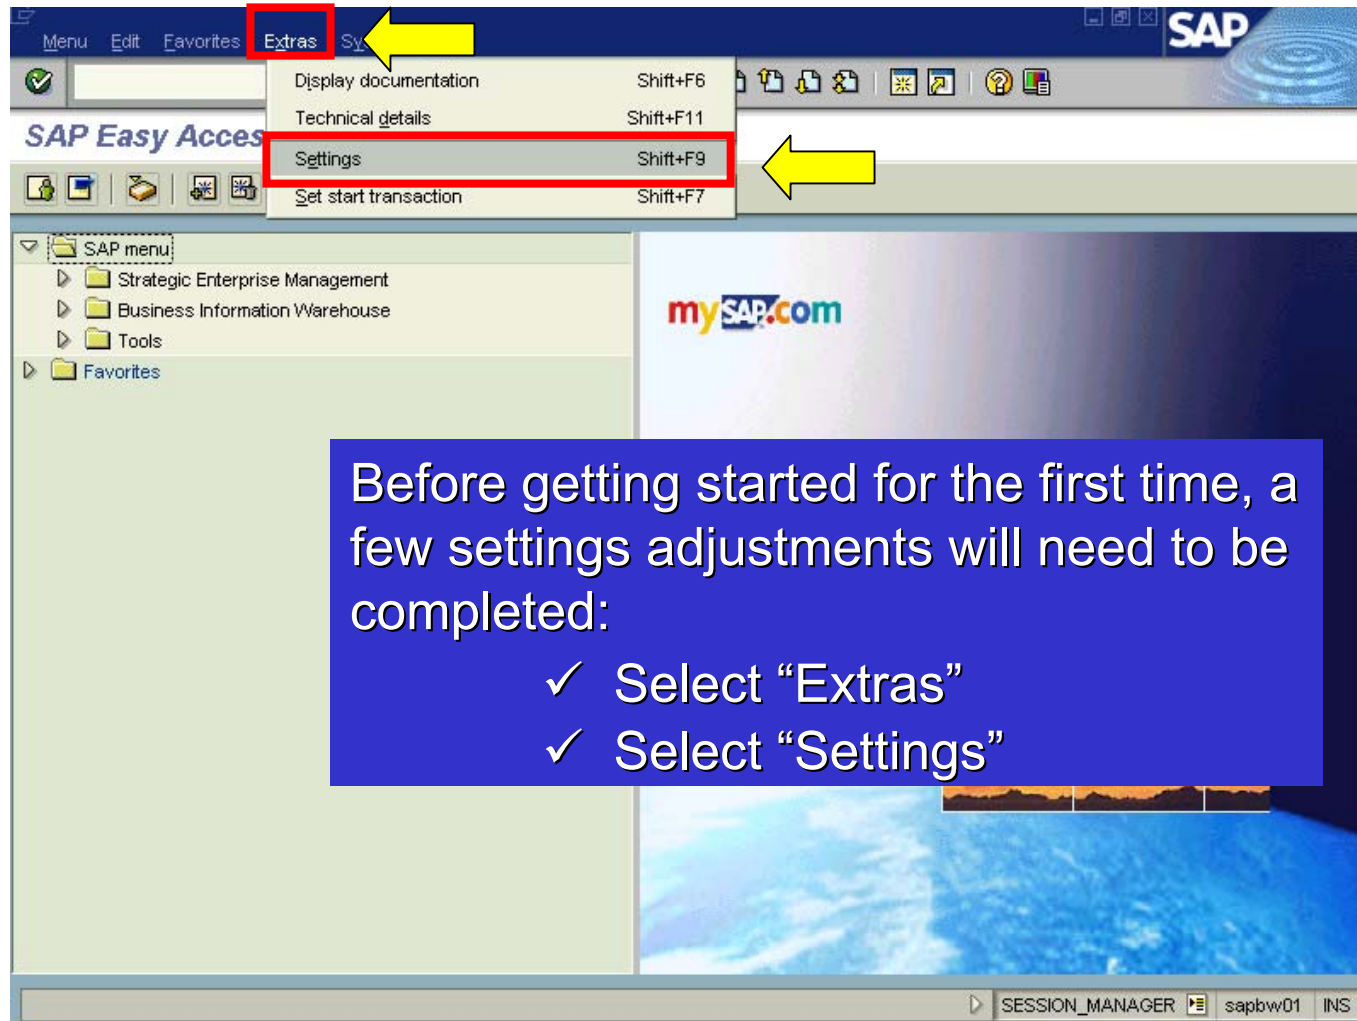 Menu Edit Favorites Extras Sy
SAP
Display documentation Shift+F6
Technical details Shift+F11
Settings Shift+F9
Set start transaction Shift+F7
SAP Easy Acces
SAP menu
Strategic Enterprise Management
Business Information Warehouse
Tools
Favorites
mySAP.com
Before getting started for the first time, a
few settings adjustments will need to be
completed:
✓ Select “Extras”
✓ Select “Settings”
SESSION_MANAGER sapbw01 INS